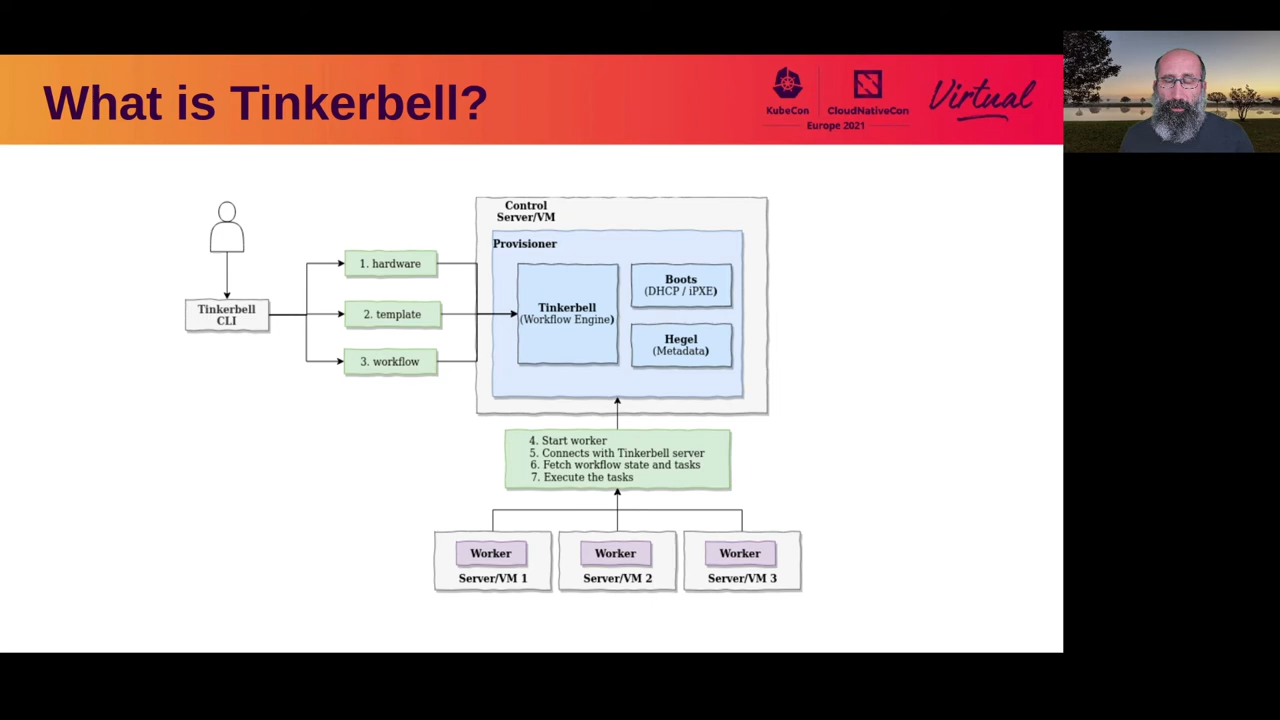 What is Tinkerbell?
KubeCon
CloudNativeCon
Europe 2021
Virtual
Tinkerbell
CLI
1. hardware
2. template
3. workflow
Control
Server/VM
Provisioner
Tinkerbell
(Workflow Engine)
Boots
(DHCP / iPXE)
Hegel
(Metadata)
4. Start worker
5. Connects with Tinkerbell server
6. Fetch workflow state and tasks
7. Execute the tasks
Worker
Server/VM 1
Worker
Server/VM 2
Worker
Server/VM 3